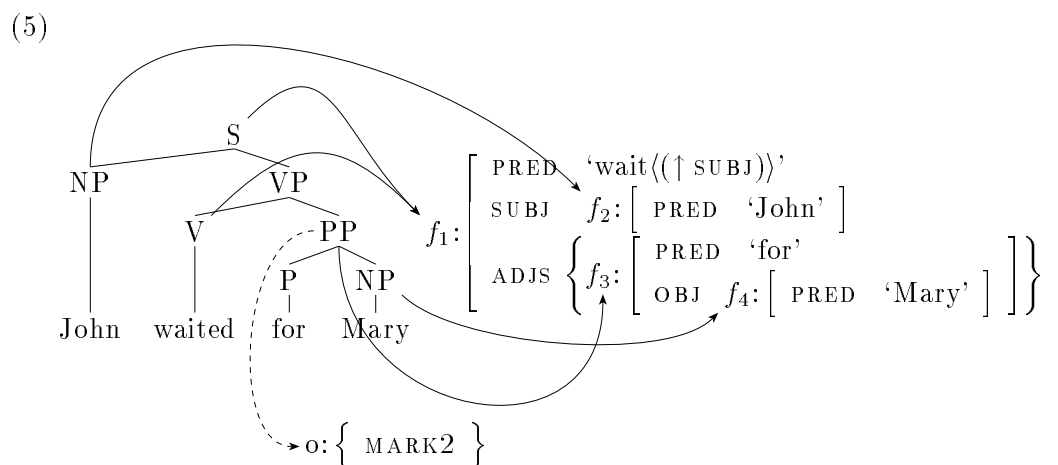 (5)
S
PRED ‘wait⟨(↑ SUBJ)⟩’
NP VP
SUBJ f₂: [ PRED ‘John’ ]
V PP f₁:
PRED ‘for’
P NP ADJS { f₃:
OBJ f₄: [ PRED ‘Mary’ ] ] }
John waited for Mary
o: { MARK2 }